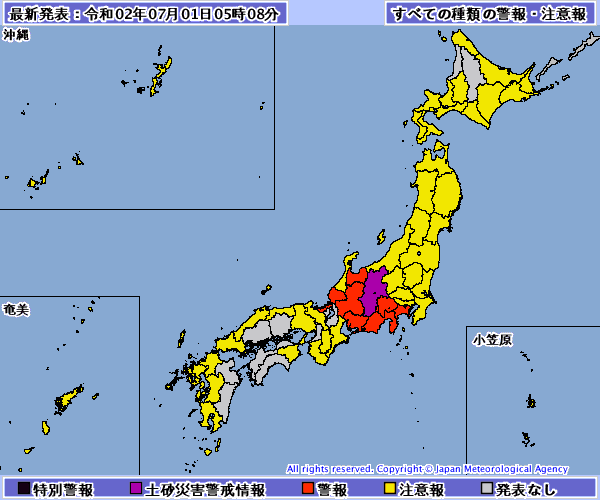 最新発表：令和02年07月01日05時08分
すべての種類の警報・注意報
沖縄
奄美
小笠原
All rights reserved. Copyright © Japan Meteorological Agency
特別警報
土砂災害警戒情報
警報
注意報
発表なし